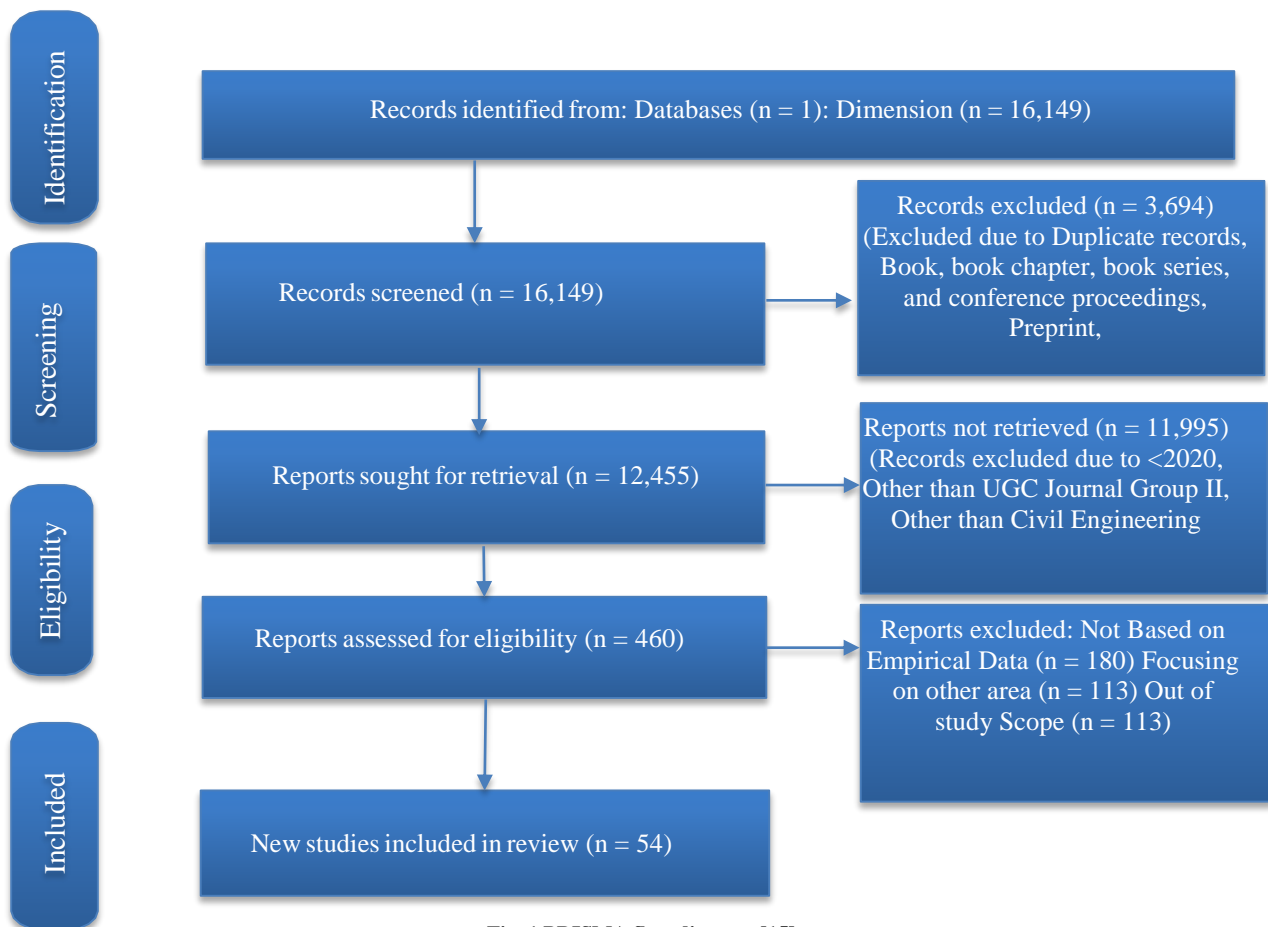 Identification
Records identified from: Databases (n = 1): Dimension (n = 16,149)
Records excluded (n = 3,694)
(Excluded due to Duplicate records,
Book, book chapter, book series,
and conference proceedings,
Preprint,
Screening
Records screened (n = 16,149)
Reports sought for retrieval (n = 12,455)
Reports not retrieved (n = 11,995)
(Records excluded due to <2020,
Other than UGC Journal Group II,
Other than Civil Engineering
Eligibility
Reports assessed for eligibility (n = 460)
Reports excluded: Not Based on
Empirical Data (n = 180) Focusing
on other area (n = 113) Out of
study Scope (n = 113)
Included
New studies included in review (n = 54)